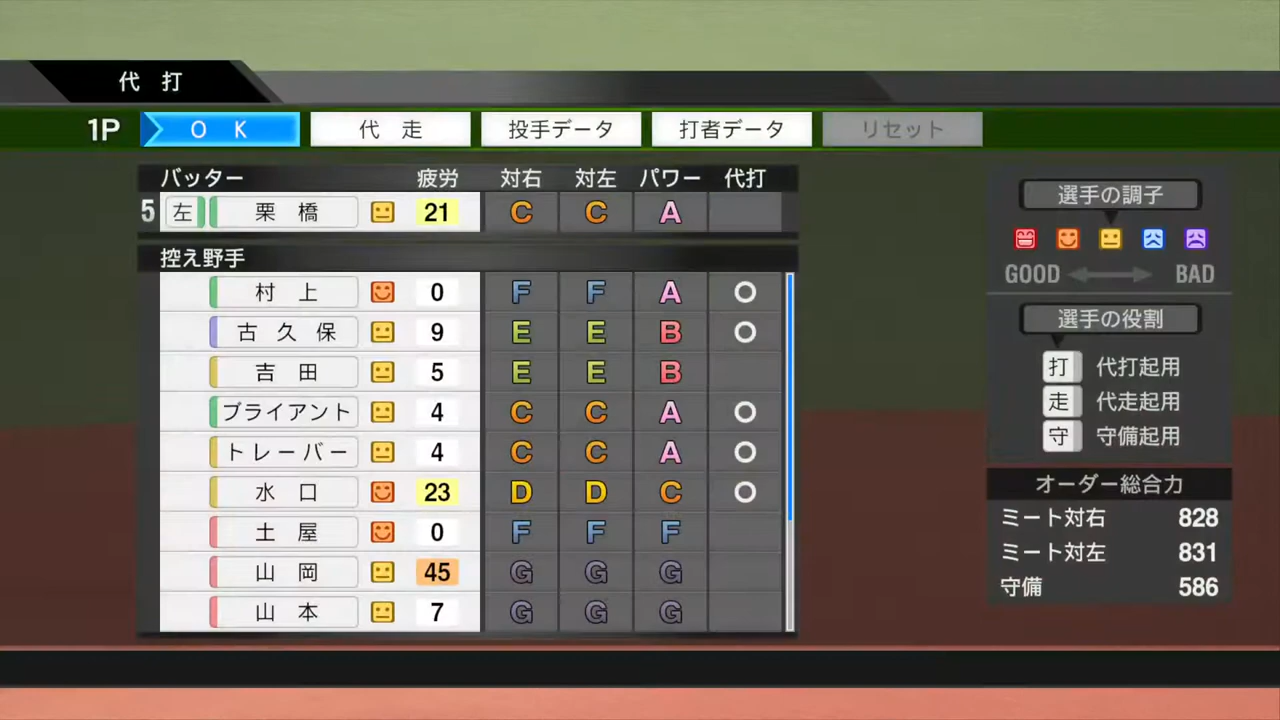 代 打
1P O K 代 走 投手データ 打者データ リセット
バッター 疲労 対右 対左 パワー 代打
5 左 栗 橋 21 C C A
控え野手
村 上 0 F F A ○
古 久 保 9 E E B ○
吉 田 5 E E B
ブライアント 4 C C A ○
トレーバー 4 C C A ○
水 口 23 D D C ○
土 屋 0 F F F
山 岡 45 G G G
山 本 7 G G G
選手の調子
GOOD BAD
選手の役割
打 代打起用
走 代走起用
守 守備起用
オーダー総合力
ミート対右 828
ミート対左 831
守備 586